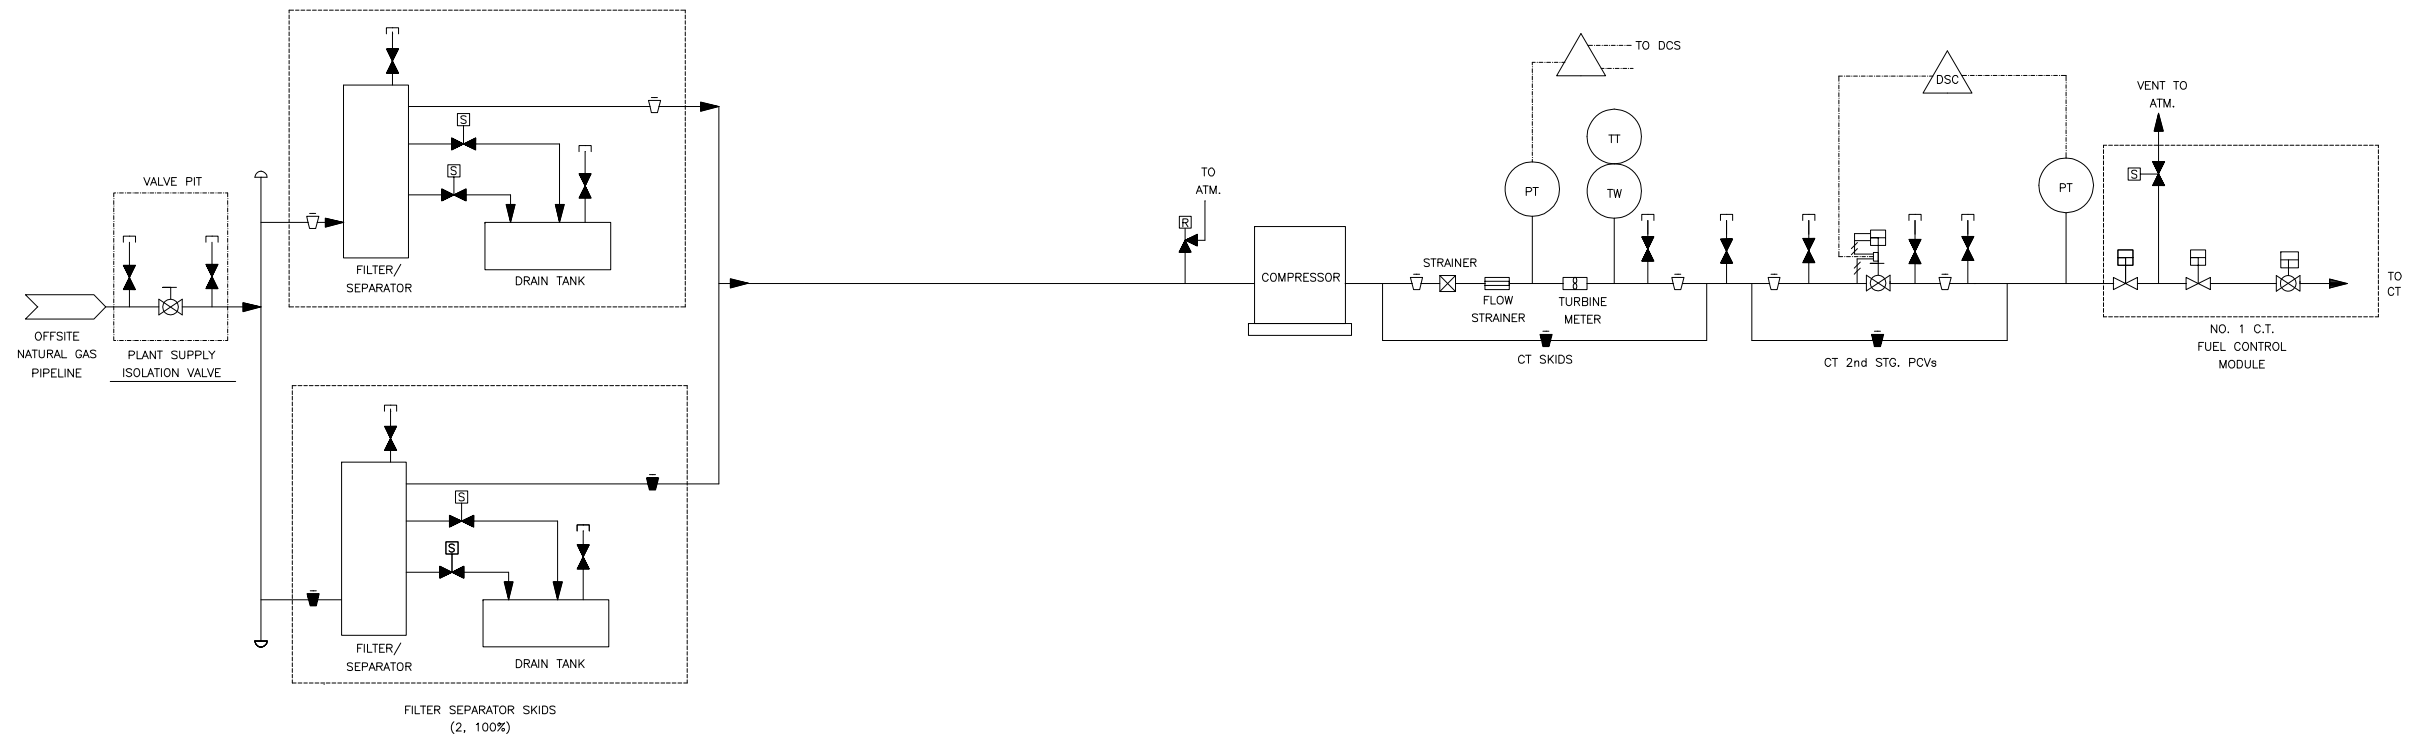 VALVE PIT
OFFSITE
NATURAL GAS
PIPELINE
PLANT SUPPLY
ISOLATION VALVE
S
S
FILTER/
SEPARATOR
DRAIN TANK
S
S
FILTER/
SEPARATOR
DRAIN TANK
FILTER SEPARATOR SKIDS
(2, 100%)
TO
ATM.
R
COMPRESSOR
STRAINER
FLOW
STRAINER
TURBINE
METER
PT
TT
TW
TO DCS
CT SKIDS
DSC
CT 2nd STG. PCVs
PT
VENT TO
ATM.
S
TO
CT
NO. 1 C.T.
FUEL CONTROL
MODULE